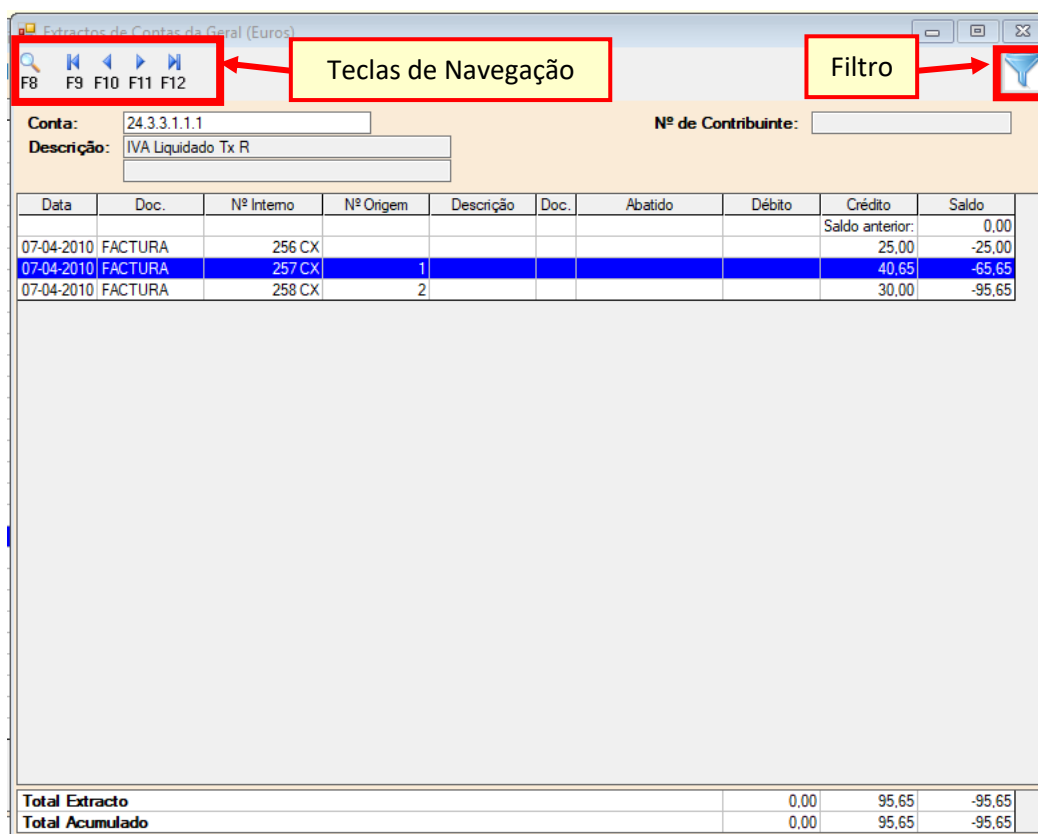 Extractos de Contas da Geral (Euros)
F8 F9 F10 F11 F12
Teclas de Navegação
Filtro
Conta: 24.3.3.1.1.1 Nº de Contribuinte:
Descrição: IVA Liquidado Tx R
Data Doc. Nº Interno Nº Origem Descrição Doc. Abatido Débito Crédito Saldo
Saldo anterior: 0,00
07-04-2010 FACTURA 256 CX 25,00 -25,00
07-04-2010 FACTURA 257 CX 1 40,65 -65,65
07-04-2010 FACTURA 258 CX 2 30,00 -95,65
Total Extracto 0,00 95,65 -95,65
Total Acumulado 0,00 95,65 -95,65